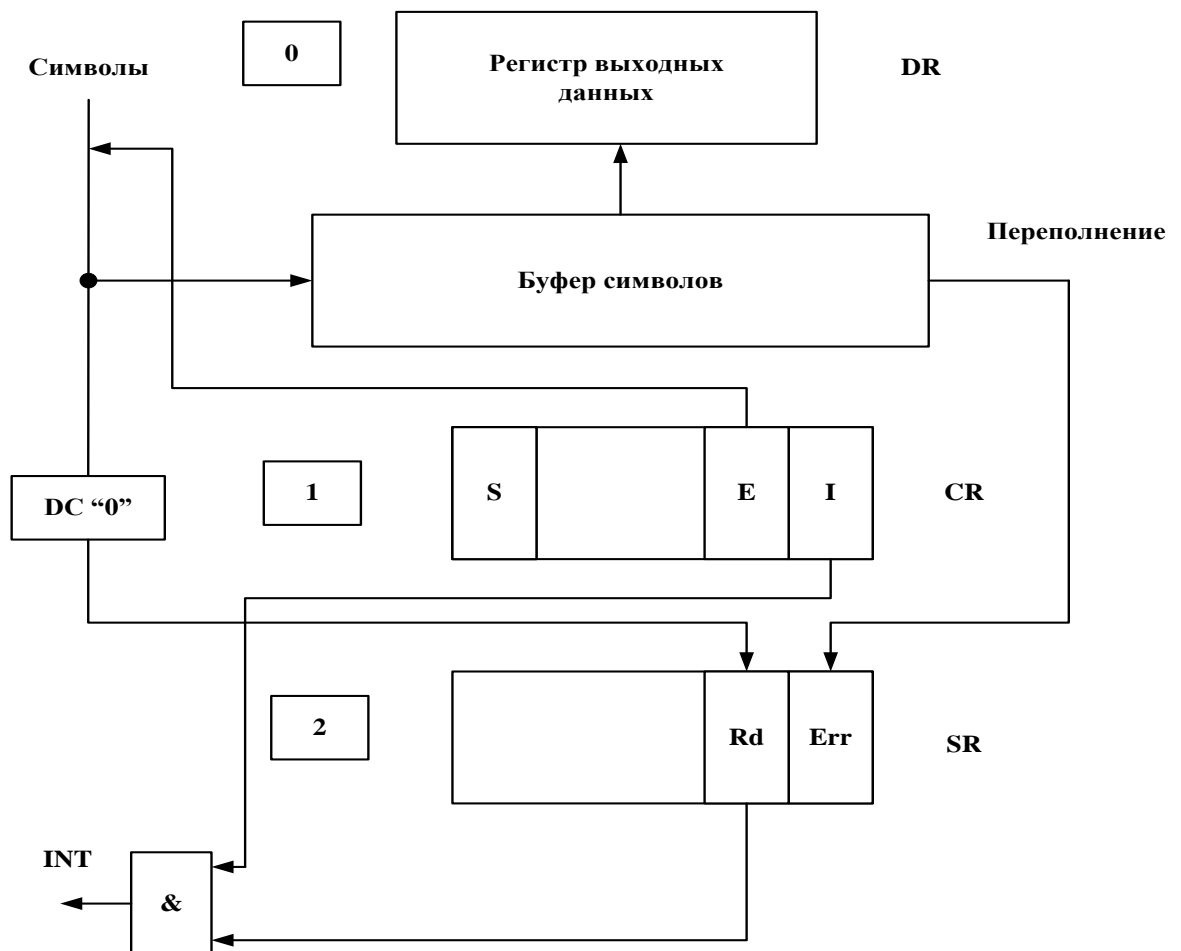 0
Символы
Регистр выходных
данных
DR
Переполнение
Буфер символов
DC “0”
1
S
E
I
CR
2
Rd
Err
SR
INT
&